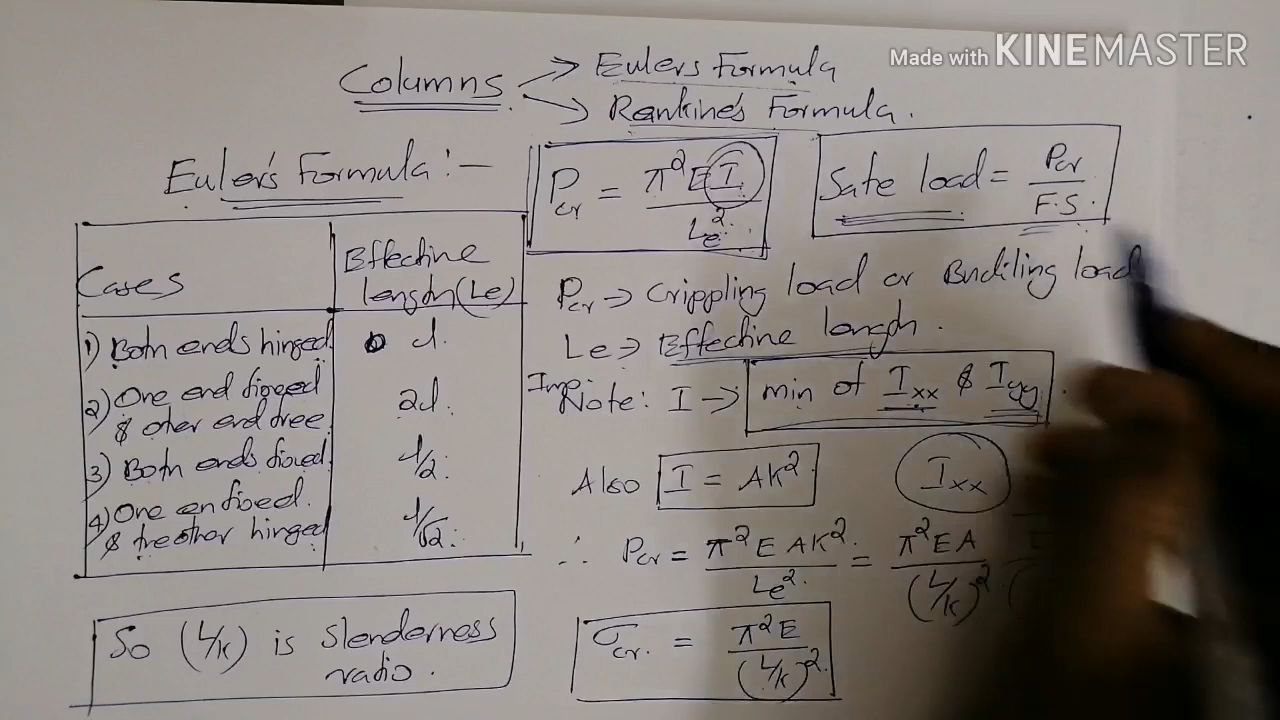 Made with KINEMASTER
Columns → Eulers Formula
→ Rankine's Formula.
Euler's Formula :-
Pcr = π²EI / Le²
Safe load = Pcr / F.S.
Cases | Effective length (Le)
1) Both ends hinged | l.
2) One end fixed & other end free | 2l.
3) Both ends fixed | l/2.
4) One en fixed. & the other hinged | l/√2.
Pcr → Crippling load or Buckling load
Le → Effective length.
Imp. Note: I → min of Ixx & Iyy.
Also I = AK²
Ixx
∴ Pcr = π²EAK² / Le² = π²EA / (L/K)²
So (L/K) is slenderness ratio.
σcr. = π²E / (L/K)²